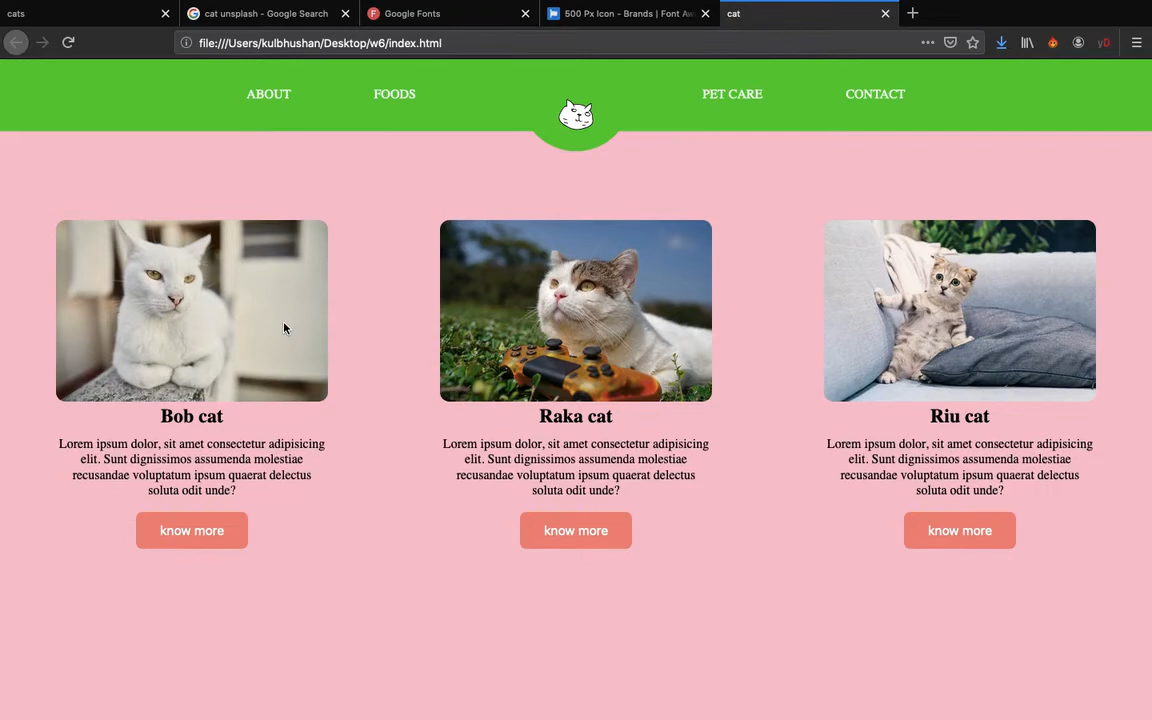 cats
cat unsplash - Google Search
Google Fonts
500 Px Icon - Brands | Font Aw
cat
file:///Users/kulbhushan/Desktop/w6/index.html
yD
ABOUT
FOODS
PET CARE
CONTACT
Bob cat
Lorem ipsum dolor, sit amet consectetur adipisicing
elit. Sunt dignissimos assumenda molestiae
recusandae voluptatum ipsum quaerat delectus
soluta odit unde?
know more
Raka cat
Lorem ipsum dolor, sit amet consectetur adipisicing
elit. Sunt dignissimos assumenda molestiae
recusandae voluptatum ipsum quaerat delectus
soluta odit unde?
know more
Riu cat
Lorem ipsum dolor, sit amet consectetur adipisicing
elit. Sunt dignissimos assumenda molestiae
recusandae voluptatum ipsum quaerat delectus
soluta odit unde?
know more